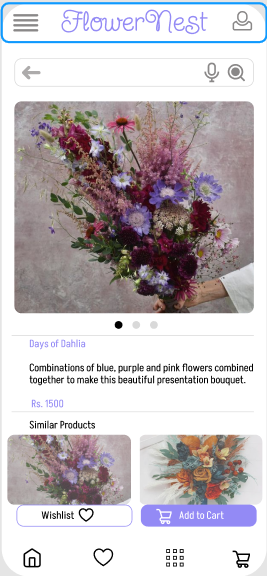 FlowerNest
Days of Dahlia
Combinations of blue, purple and pink flowers combined
together to make this beautiful presentation bouquet.
Rs. 1500
Similar Products
Wishlist
Add to Cart